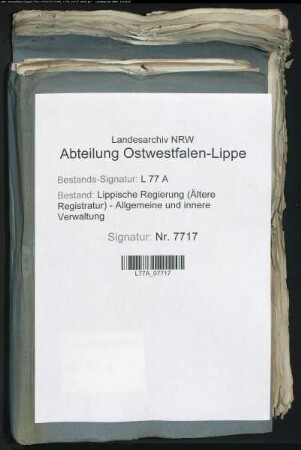 Landesarchiv NRW
Abteilung Ostwestfalen-Lippe
Bestands-Signatur: L 77 A
Bestand: Lippische Regierung (Ältere
Registratur) - Allgemeine und innere
Verwaltung
Signatur: Nr. 7717
L77A_07717